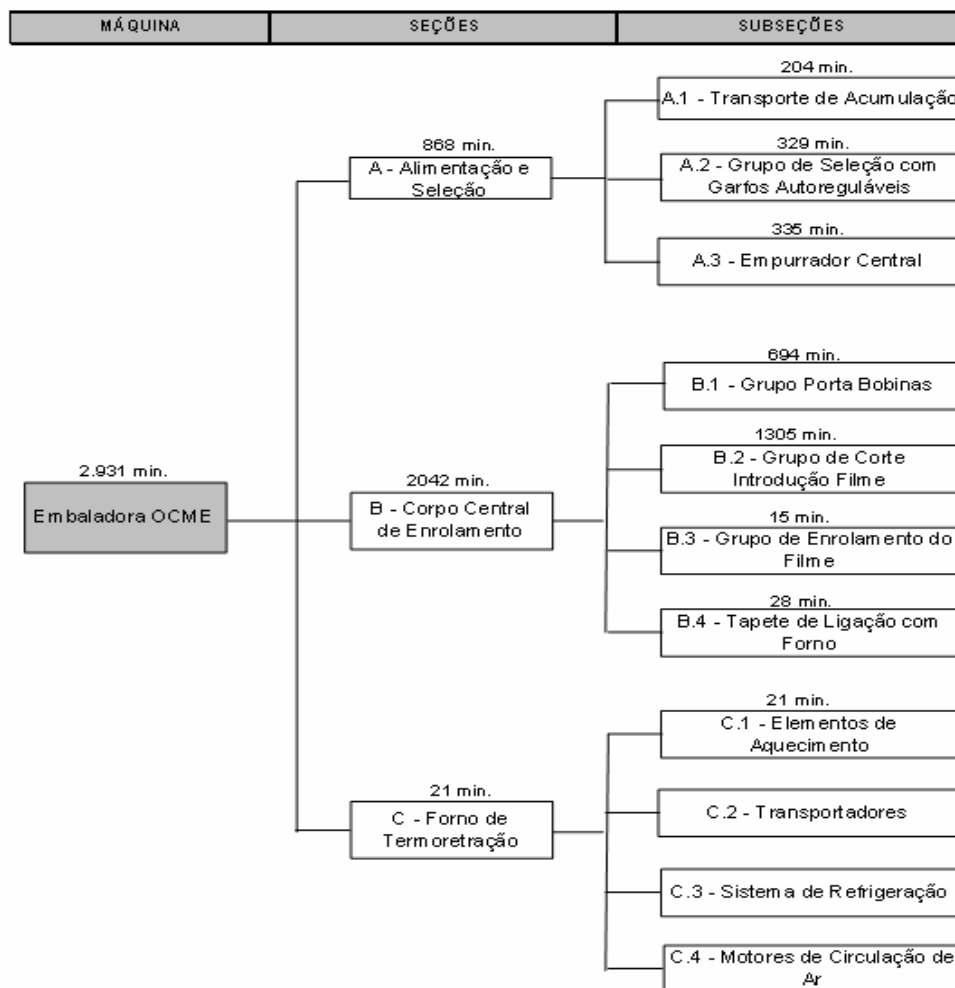 MÁQUINA
SEÇÕES
SUBSEÇÕES
204 min.
A.1 - Transporte de Acumulação
868 min.
A - Alimentação e
Seleção
329 min.
A.2 - Grupo de Seleção com
Garfos Autoreguláveis
335 min.
A.3 - Empurrador Central
694 min.
B.1 - Grupo Porta Bobinas
2.931 min.
Embaladora OCME
2042 min.
B - Corpo Central
de Enrolamento
1305 min.
B.2 - Grupo de Corte
Introdução Filme
15 min.
B.3 - Grupo de Enrolamento do
Filme
28 min.
B.4 - Tapete de Ligação com
Forno
21 min.
C.1 - Elementos de
Aquecimento
21 min.
C - Forno de
Termoretração
C.2 - Transportadores
C.3 - Sistema de Refrigeração
C.4 - Motores de Circulação de
Ar